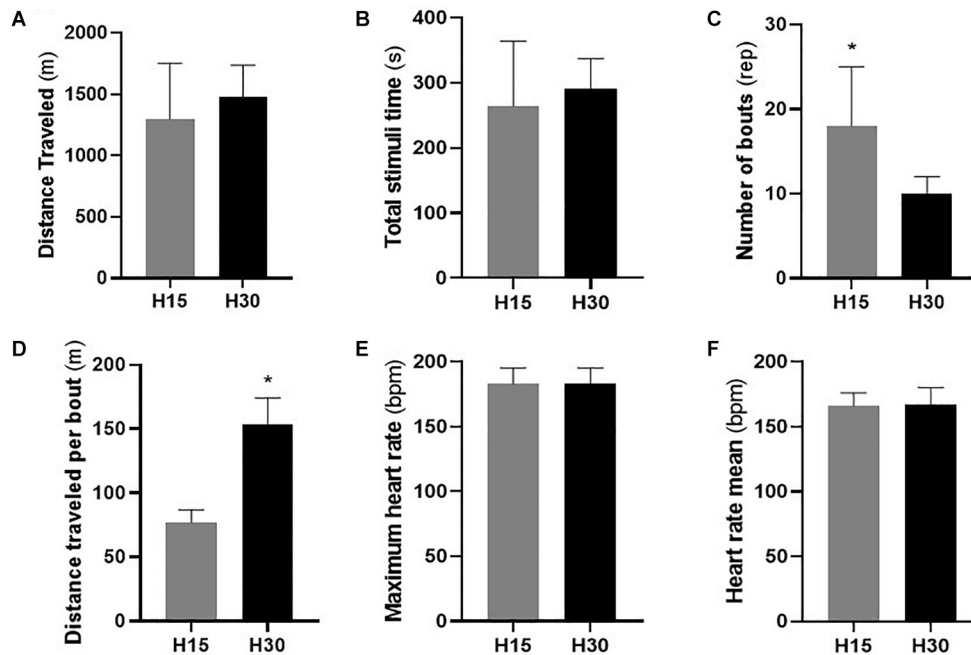 A
Distance Traveled (m)
2000
1500
1000
500
0
H15 H30
B
Total stimuli time (s)
400
300
200
100
0
H15 H30
C
Number of bouts (rep)
30
20
10
0
*
H15 H30
D
Distance traveled per bout (m)
200
150
100
50
0
*
H15 H30
E
Maximum heart rate (bpm)
200
150
100
50
0
H15 H30
F
Heart rate mean (bpm)
200
150
100
50
0
H15 H30